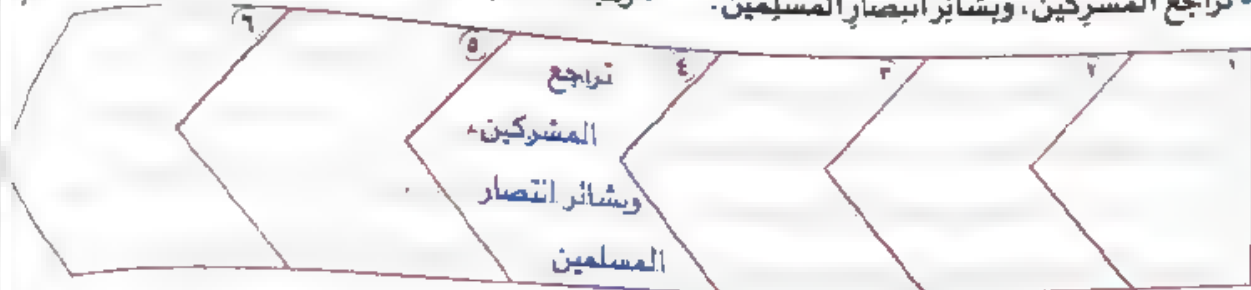 تراجع المشركين، وبشائر انتصار المسلمين.
١
٢
٣
٤
تراجع
المشركين،
وبشائر انتصار
المسلمين
٥
٦